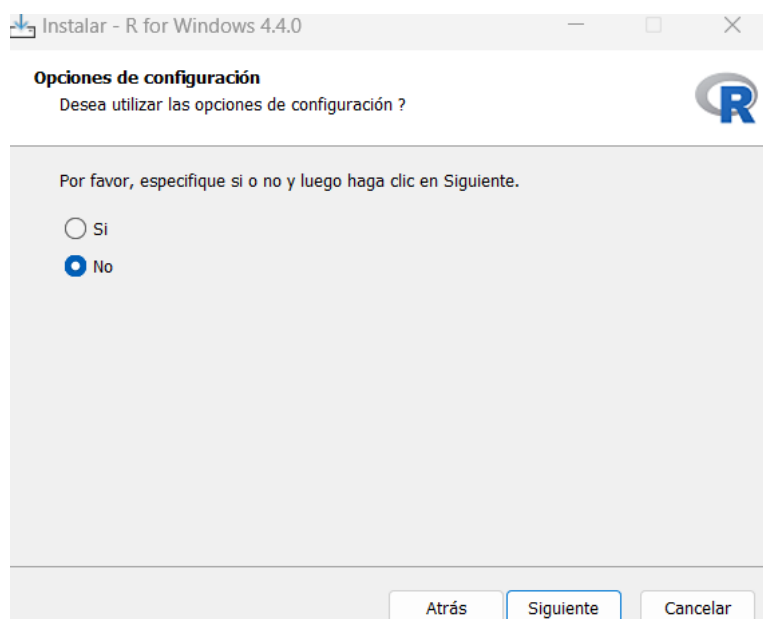 Instalar - R for Windows 4.4.0
Opciones de configuración
Desea utilizar las opciones de configuración ?
R
Por favor, especifique si o no y luego haga clic en Siguiente.
Si
No
Atrás Siguiente Cancelar